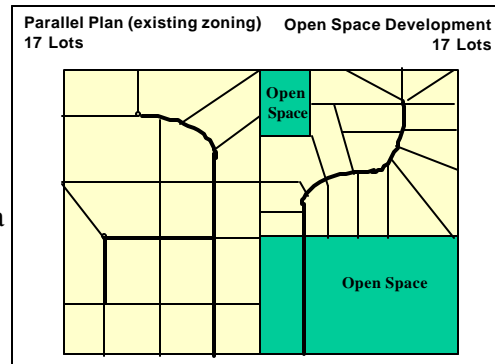 Parallel Plan (existing zoning)
17 Lots
Open Space Development
17 Lots
Open
Space
Open Space
a